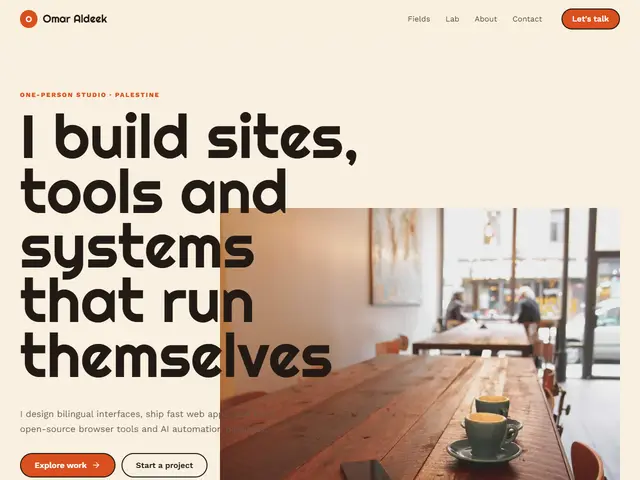 O Omar Aldeek
Fields Lab About Contact Let's talk
ONE-PERSON STUDIO · PALESTINE
I build sites,
tools and
systems
that run
themselves
I design bilingual interfaces, ship fast web
open-source browser tools and AI automation
Explore work →
Start a project